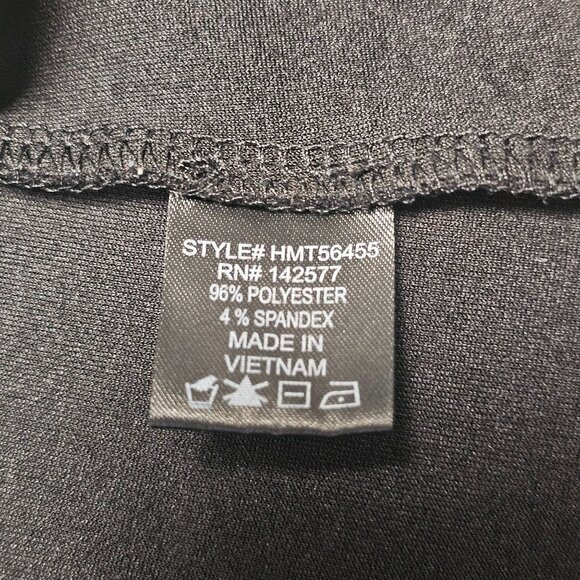 STYLE# HMT56455
RN# 142577
96% POLYESTER
4 % SPANDEX
MADE IN
VIETNAM